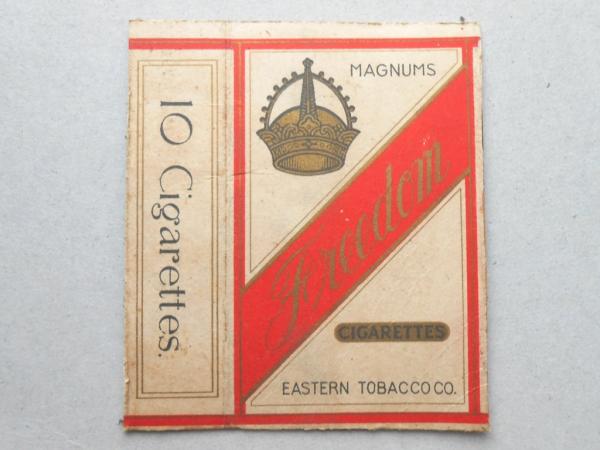 10 Cigarettes.
MAGNUMS
Freedom
CIGARETTES
EASTERN TOBACCO CO.